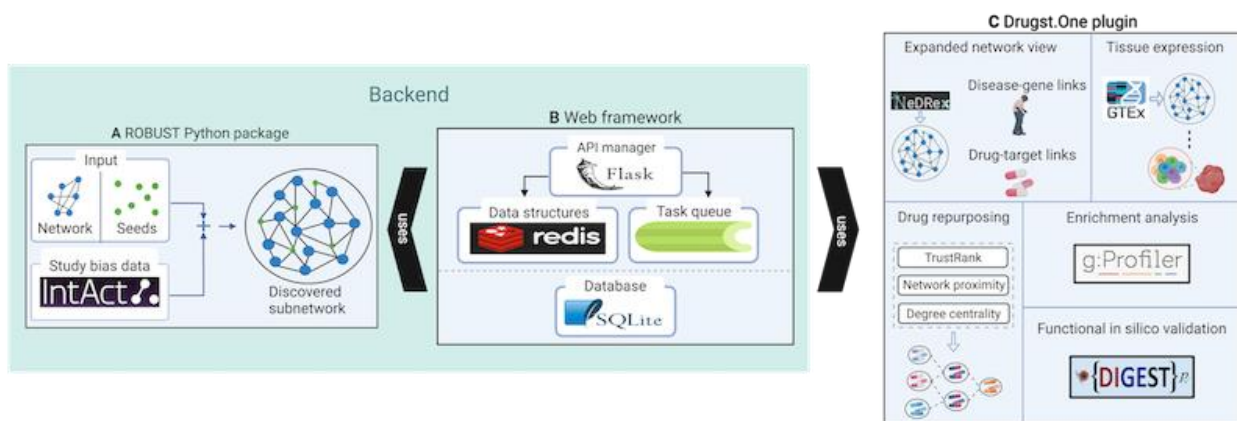 Backend
A ROBUST Python package
Input
Network
Seeds
Study bias data
IntAct
Discovered
subnetwork
uses
B Web framework
API manager
Flask
Data structures
redis
Task queue
Database
SQLite
uses
C Drugst.One plugin
Expanded network view
NeDRex
Disease-gene links
Drug-target links
Tissue expression
GTEx
Drug repurposing
TrustRank
Network proximity
Degree centrality
Enrichment analysis
g:Profiler
Functional in silico validation
{DIGEST}